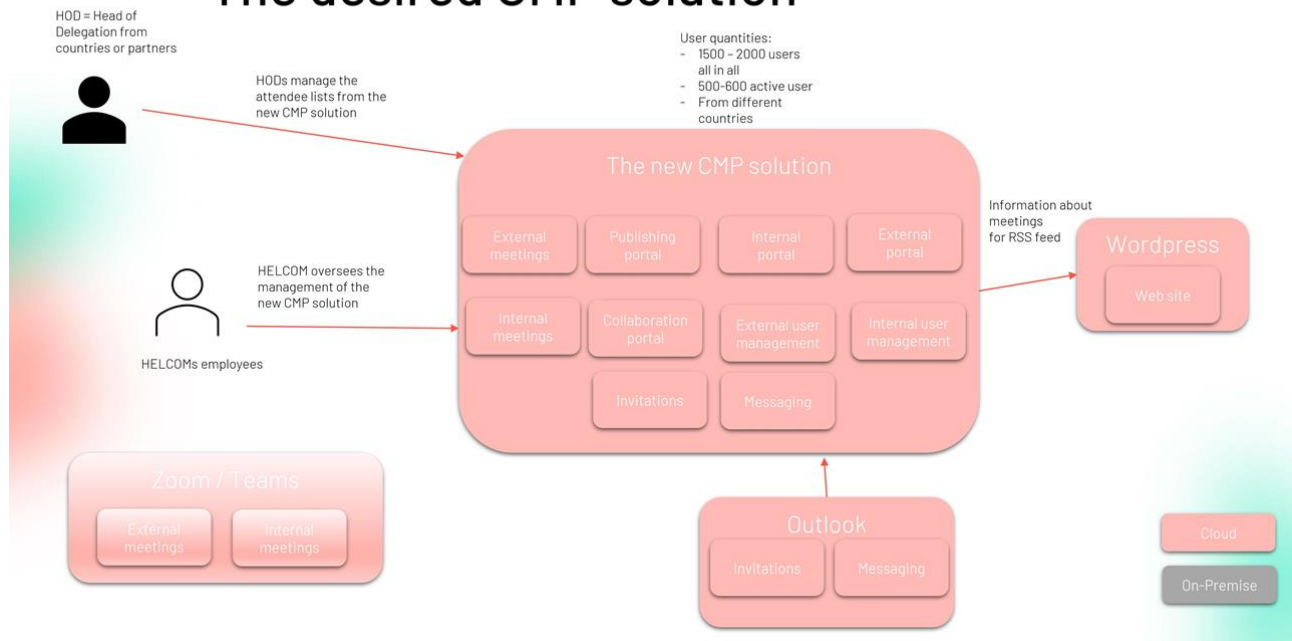 The desired CMP solution
HOD = Head of
Delegation from
countries or partners
HODs manage the
attendee lists from the
new CMP solution
User quantities:
- 1500 – 2000 users
all in all
- 500-600 active user
- From different
countries
The new CMP solution
External
meetings
Publishing
portal
Internal
portal
External
portal
Internal
meetings
Collaboration
portal
External user
management
Internal user
management
Invitations
Messaging
Information about
meetings
for RSS feed
Wordpress
Web site
HELCOM oversees the
management of the
new CMP solution
HELCOMs employees
Zoom / Teams
External
meetings
Internal
meetings
Outlook
Invitations
Messaging
Cloud
On-Premise